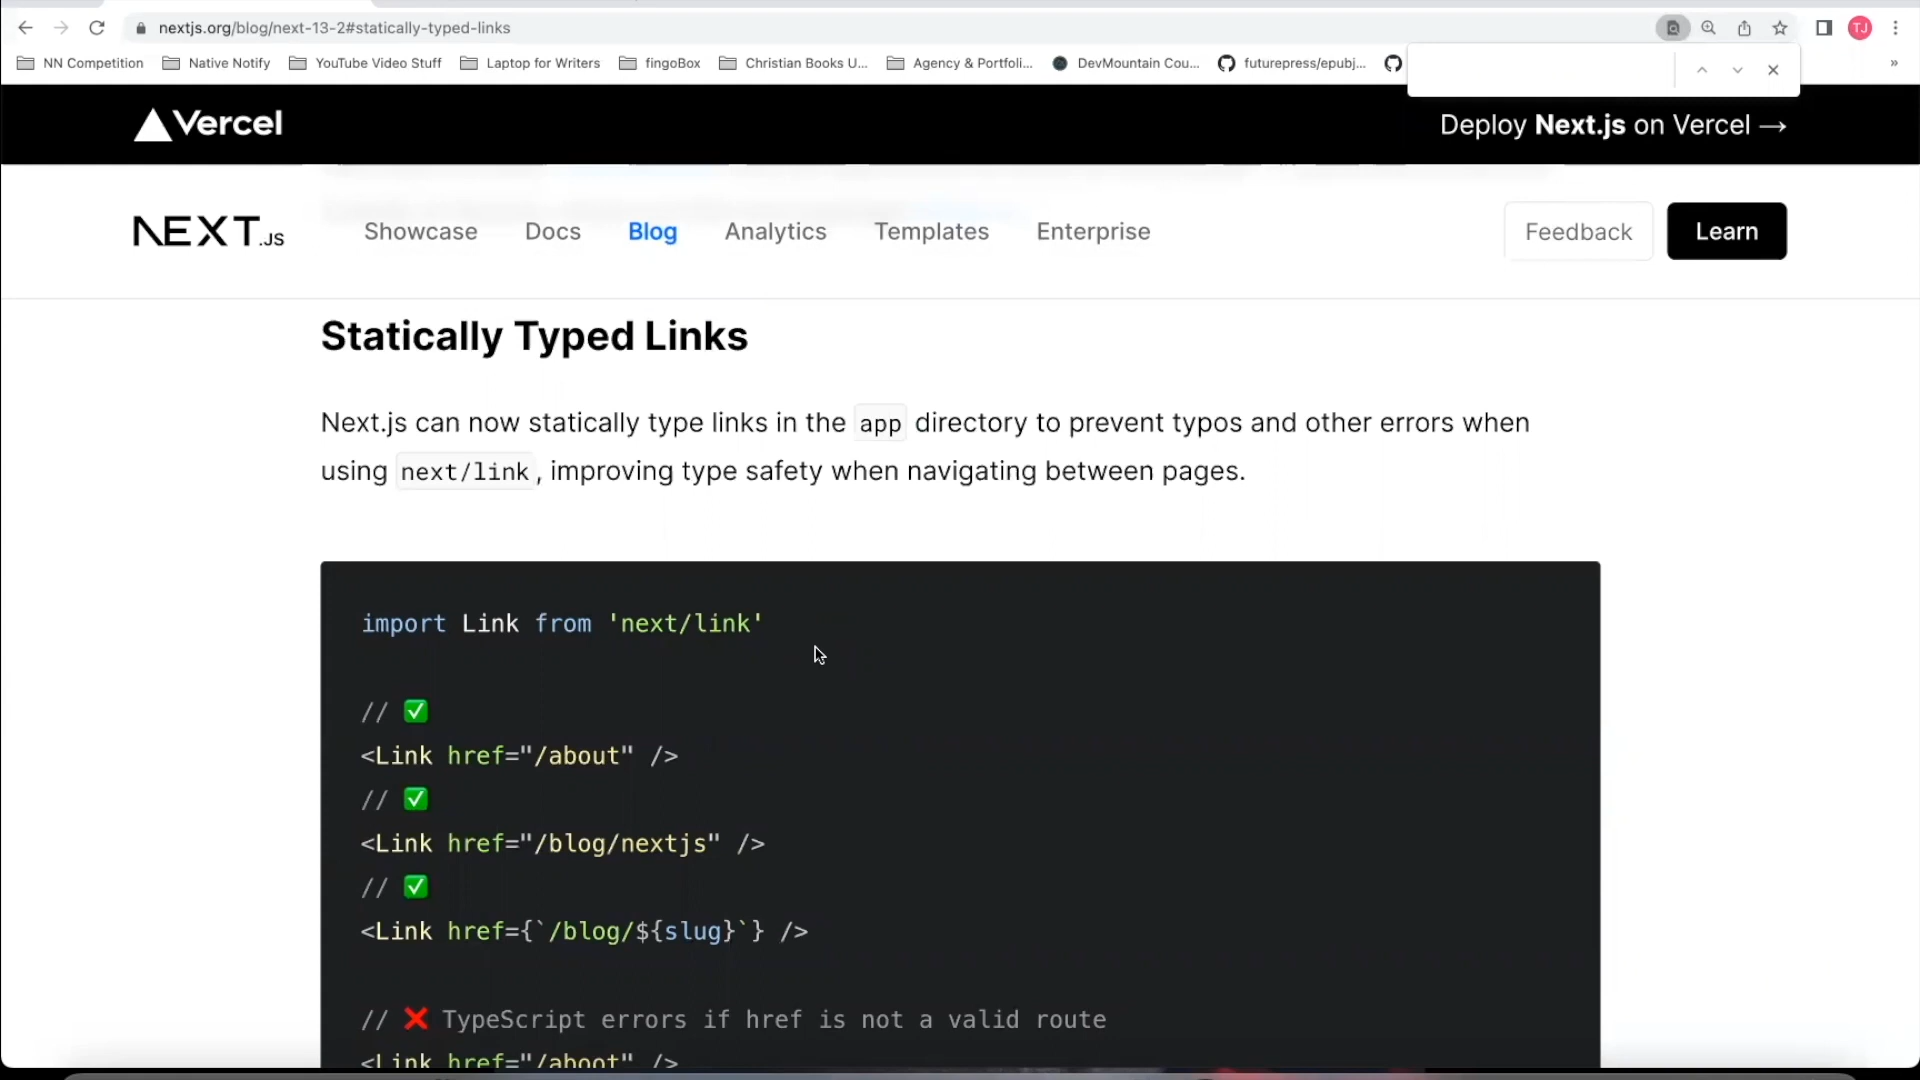 nextjs.org/blog/next-13-2#statically-typed-links
TJ
NN Competition
Native Notify
YouTube Video Stuff
Laptop for Writers
fingoBox
Christian Books U...
Agency & Portfoli...
DevMountain Cou...
futurepress/epubj...
»
Vercel
Deploy Next.js on Vercel →
NEXT.JS
Showcase
Docs
Blog
Analytics
Templates
Enterprise
Feedback
Learn
Statically Typed Links
Next.js can now statically type links in the app directory to prevent typos and other errors when
using next/link, improving type safety when navigating between pages.
import Link from 'next/link'
// ✅
<Link href="/about" />
// ✅
<Link href="/blog/nextjs" />
// ✅
<Link href={`/blog/${slug}`} />
// ❌ TypeScript errors if href is not a valid route
<Link href="/aboot" />